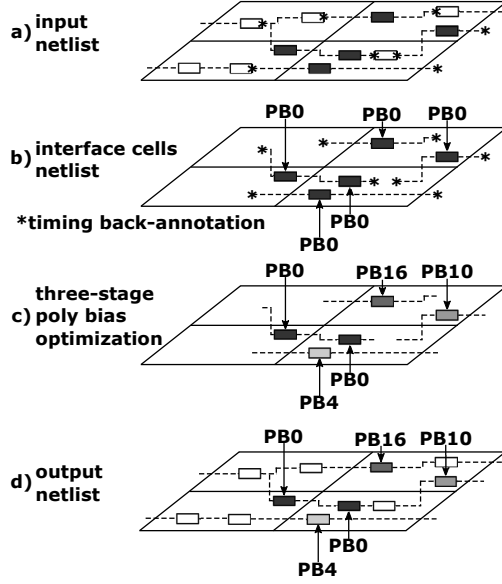 a) input
netlist
PB0
PB0
PB0
b) interface cells
netlist
*timing back-annotation
PB0
PB0
PB0
PB16
PB10
three-stage
c) poly bias
optimization
PB0
PB4
PB0
PB16
PB10
d) output
netlist
PB0
PB4